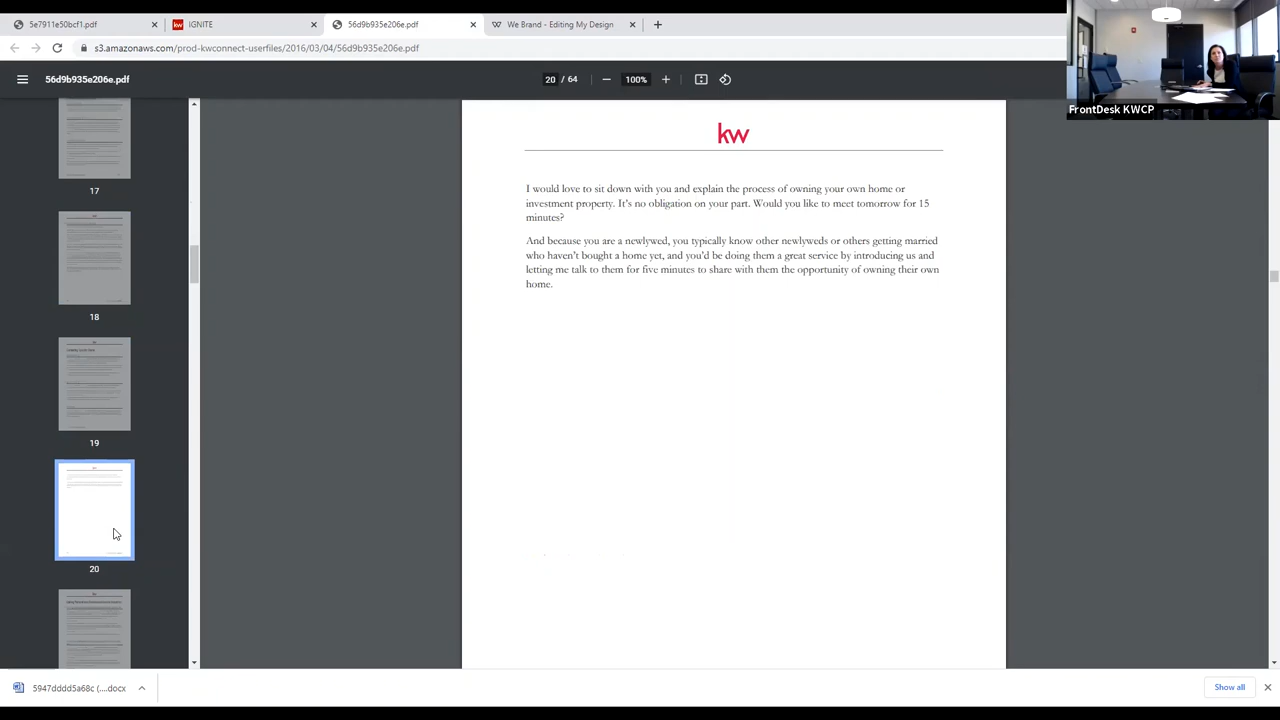 5e7911e50bcf1.pdf
kw IGNITE
56d9b935e206e.pdf
W We Brand - Editing My Design
s3.amazonaws.com/prod-kwconnect-userfiles/2016/03/04/56d9b935e206e.pdf
56d9b935e206e.pdf
20 / 64
100%
FrontDesk KWCP
17
18
19
20
kw
I would love to sit down with you and explain the process of owning your own home or
investment property. It's no obligation on your part. Would you like to meet tomorrow for 15
minutes?
And because you are a newlywed, you typically know other newlyweds or others getting married
who haven't bought a home yet, and you'd be doing them a great service by introducing us and
letting me talk to them for five minutes to share with them the opportunity of owning their own
home.
5947dddd5a68c (....docx
Show all